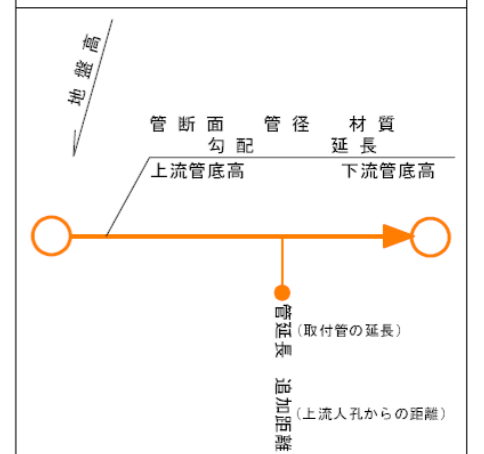 地盤高
管断面 管径 材質
勾配 延長
上流管底高 下流管底高
管延長 (取付管の延長)
追加距離 (上流人孔からの距離)